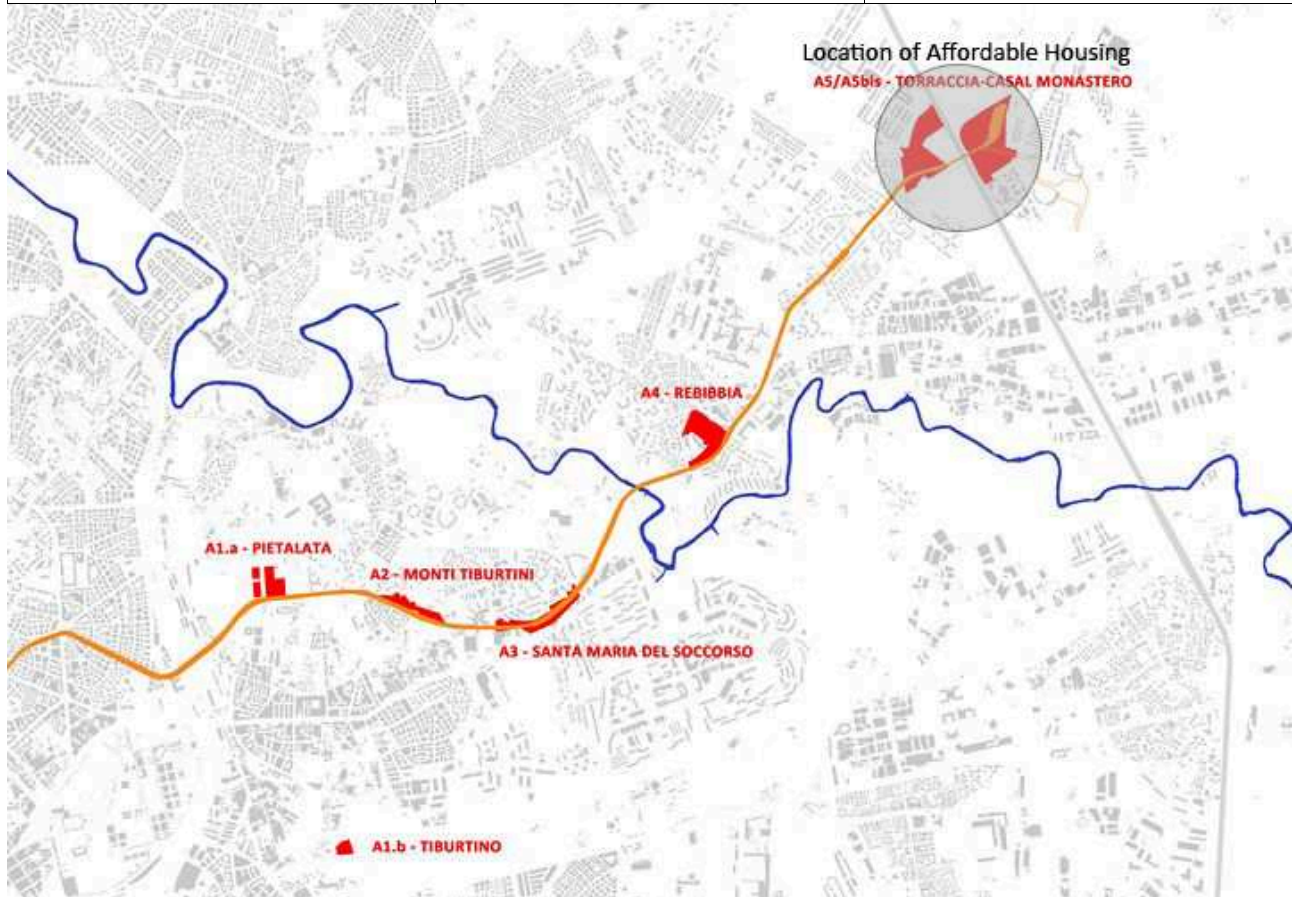 Location of Affordable Housing
A5/A5bis - TORRACCIA-CASAL MONASTERO
A4 - REBIBBIA
A1.a - PIETALATA
A2 - MONTI TIBURTINI
A3 - SANTA MARIA DEL SOCCORSO
A1.b - TIBURTINO